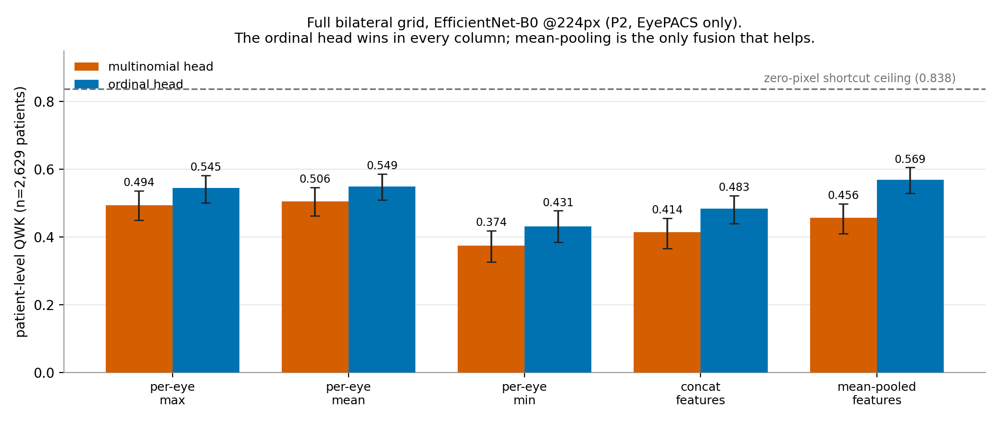 Full bilateral grid, EfficientNet-B0 @224px (P2, EyePACS only).
The ordinal head wins in every column; mean-pooling is the only fusion that helps.
multinomial head
ordinal head
zero-pixel shortcut ceiling (0.838)
patient-level QWK (n=2,629 patients)
0.8
0.6
0.4
0.2
0.0
0.494
0.545
0.506
0.549
0.374
0.431
0.414
0.483
0.456
0.569
per-eye
max
per-eye
mean
per-eye
min
concat
features
mean-pooled
features